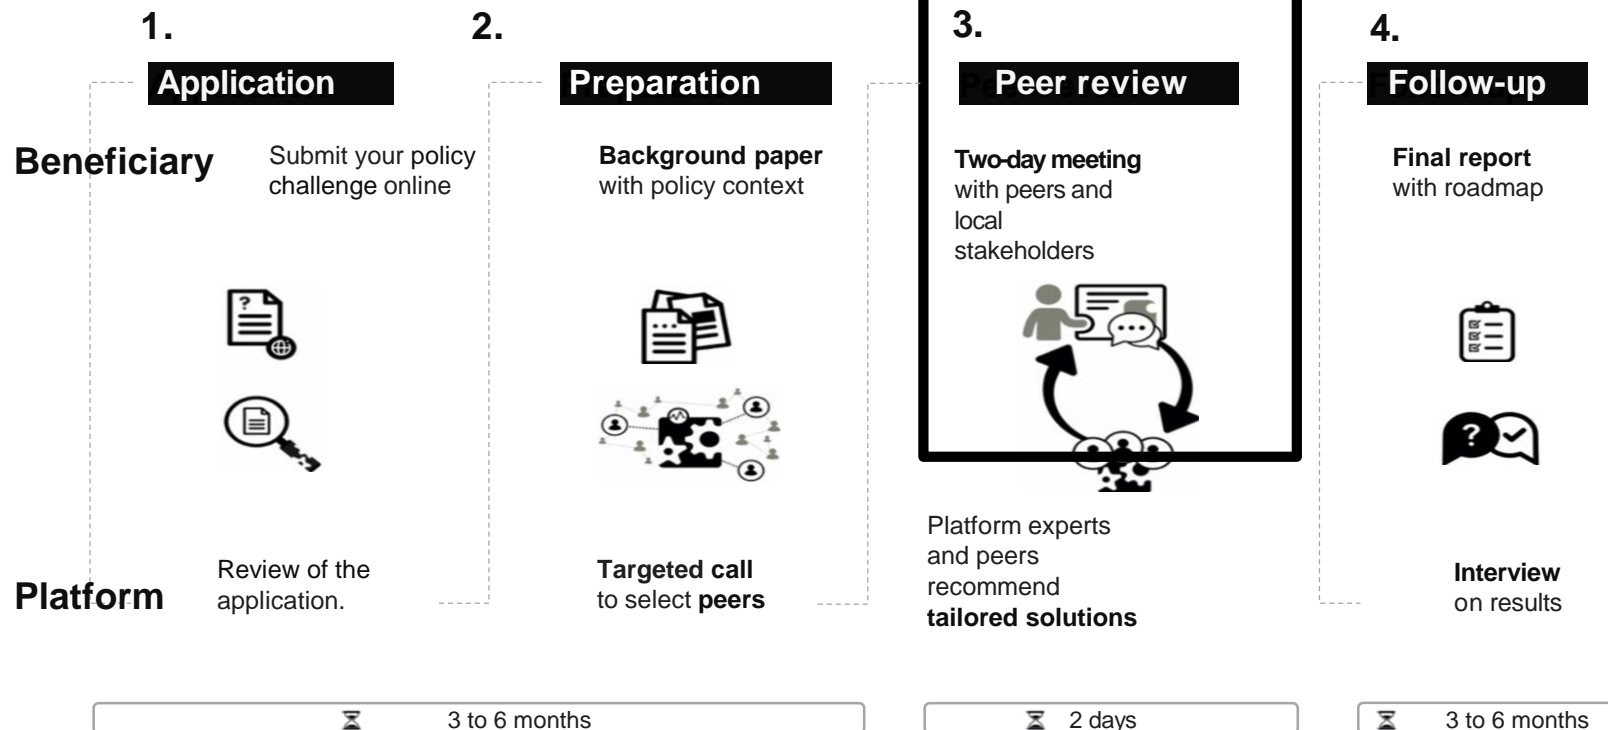 1.
2.
3.
4.
Application
Preparation
Peer review
Follow-up
Beneficiary
Submit your policy
challenge online
Background paper
with policy context
Two-day meeting
with peers and
local
stakeholders
Final report
with roadmap
?
?
Platform
Review of the
application.
Targeted call
to select peers
Platform experts
and peers
recommend
tailored solutions
Interview
on results
3 to 6 months
2 days
3 to 6 months